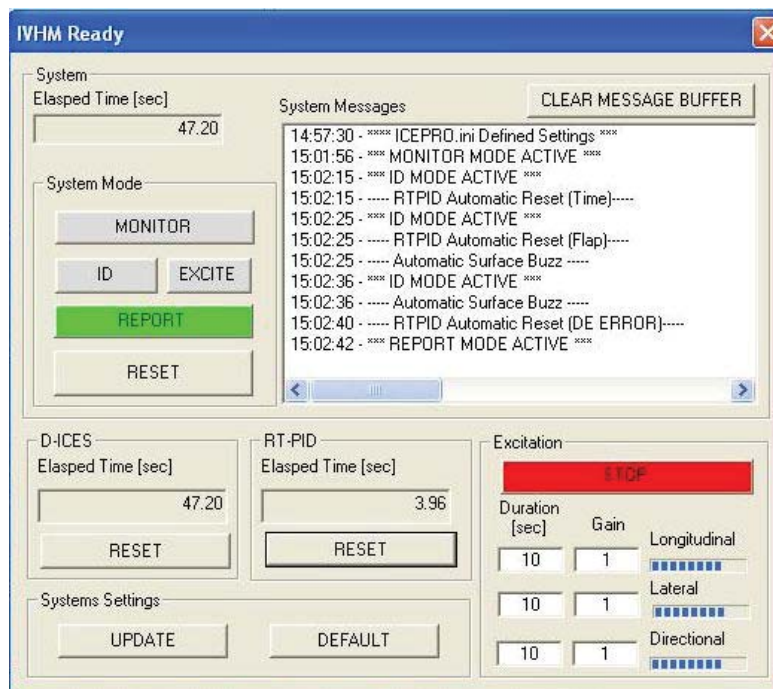 IVHM Ready
System
Elasped Time [sec]
47.20
System Messages
CLEAR MESSAGE BUFFER
14:57:30 - **** ICEPRO.ini Defined Settings ***
15:01:56 - *** MONITOR MODE ACTIVE ***
15:02:15 - *** ID MODE ACTIVE ***
15:02:15 - ----- RTPID Automatic Reset (Time)-----
15:02:25 - *** ID MODE ACTIVE ***
15:02:25 - ----- RTPID Automatic Reset (Flap)-----
15:02:25 - ----- Automatic Surface Buzz -----
15:02:36 - *** ID MODE ACTIVE ***
15:02:36 - ----- Automatic Surface Buzz -----
15:02:40 - ----- RTPID Automatic Reset (DE ERROR)-----
15:02:42 - *** REPORT MODE ACTIVE ***
System Mode
MONITOR
ID
EXCITE
REPORT
RESET
D-ICES
Elasped Time [sec]
47.20
RESET
RT-PID
Elasped Time [sec]
3.96
RESET
Systems Settings
UPDATE
DEFAULT
Excitation
STOP
Duration
[sec]
Gain
10
1
Longitudinal
10
1
Lateral
10
1
Directional